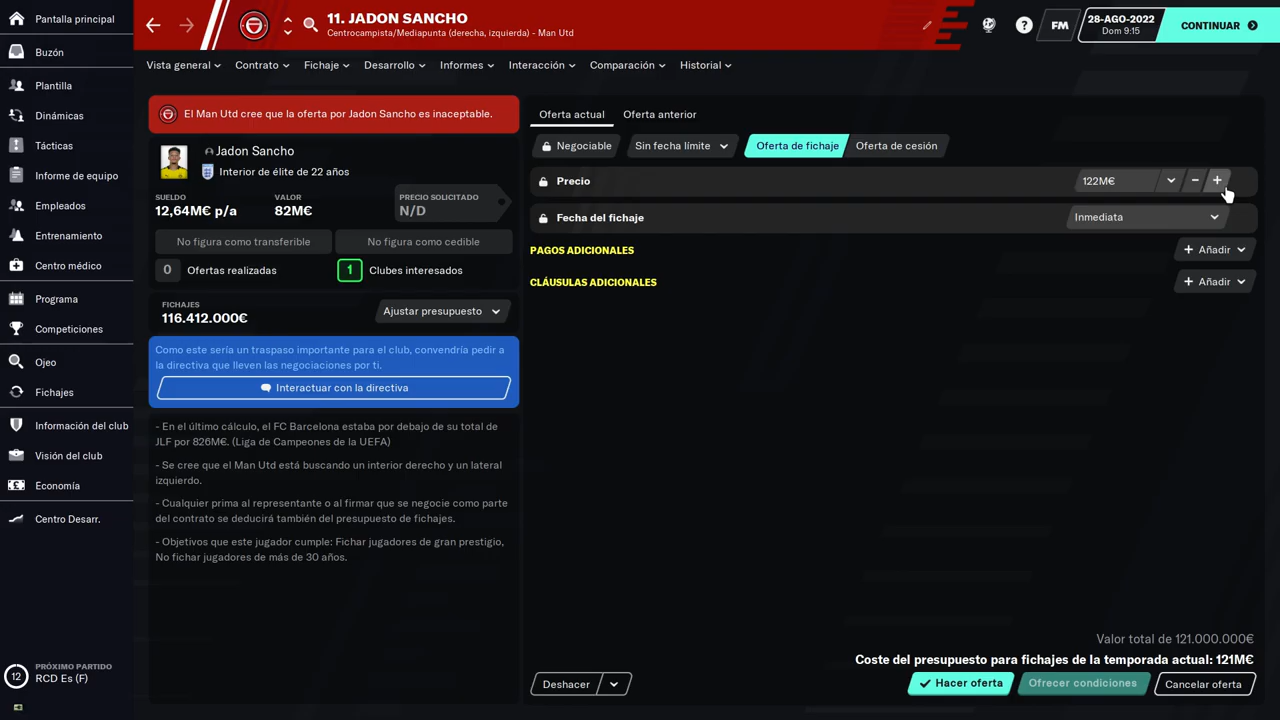 Pantalla principal
Buzón
Plantilla
Dinámicas
Tácticas
Informe de equipo
Empleados
Entrenamiento
Centro médico
Programa
Competiciones
Ojeo
Fichajes
Información del club
Visión del club
Economía
Centro Desarr.
12
PRÓXIMO PARTIDO
RCD Es (F)
11. JADON SANCHO
Centrocampista/Mediapunta (derecha, izquierda) - Man Utd
FM
28-AGO-2022
Dom 9:15
CONTINUAR
Vista general
Contrato
Fichaje
Desarrollo
Informes
Interacción
Comparación
Historial
El Man Utd cree que la oferta por Jadon Sancho es inaceptable.
Jadon Sancho
Interior de élite de 22 años
SUELDO
12,64M€ p/a
VALOR
82M€
PRECIO SOLICITADO
N/D
No figura como transferible
No figura como cedible
0 Ofertas realizadas
1 Clubes interesados
FICHAJES
116.412.000€
Ajustar presupuesto
Como este sería un traspaso importante para el club, convendría pedir a
la directiva que lleven las negociaciones por ti.
Interactuar con la directiva
- En el último cálculo, el FC Barcelona estaba por debajo de su total de
JLF por 826M€. (Liga de Campeones de la UEFA)
- Se cree que el Man Utd está buscando un interior derecho y un lateral
izquierdo.
- Cualquier prima al representante o al firmar que se negocie como parte
del contrato se deducirá también del presupuesto de fichajes.
- Objetivos que este jugador cumple: Fichar jugadores de gran prestigio,
No fichar jugadores de más de 30 años.
Oferta actual
Oferta anterior
Negociable
Sin fecha límite
Oferta de fichaje
Oferta de cesión
Precio
122M€
Fecha del fichaje
Inmediata
PAGOS ADICIONALES
Añadir
CLÁUSULAS ADICIONALES
Añadir
Valor total de 121.000.000€
Coste del presupuesto para fichajes de la temporada actual: 121M€
Deshacer
Hacer oferta
Ofrecer condiciones
Cancelar oferta